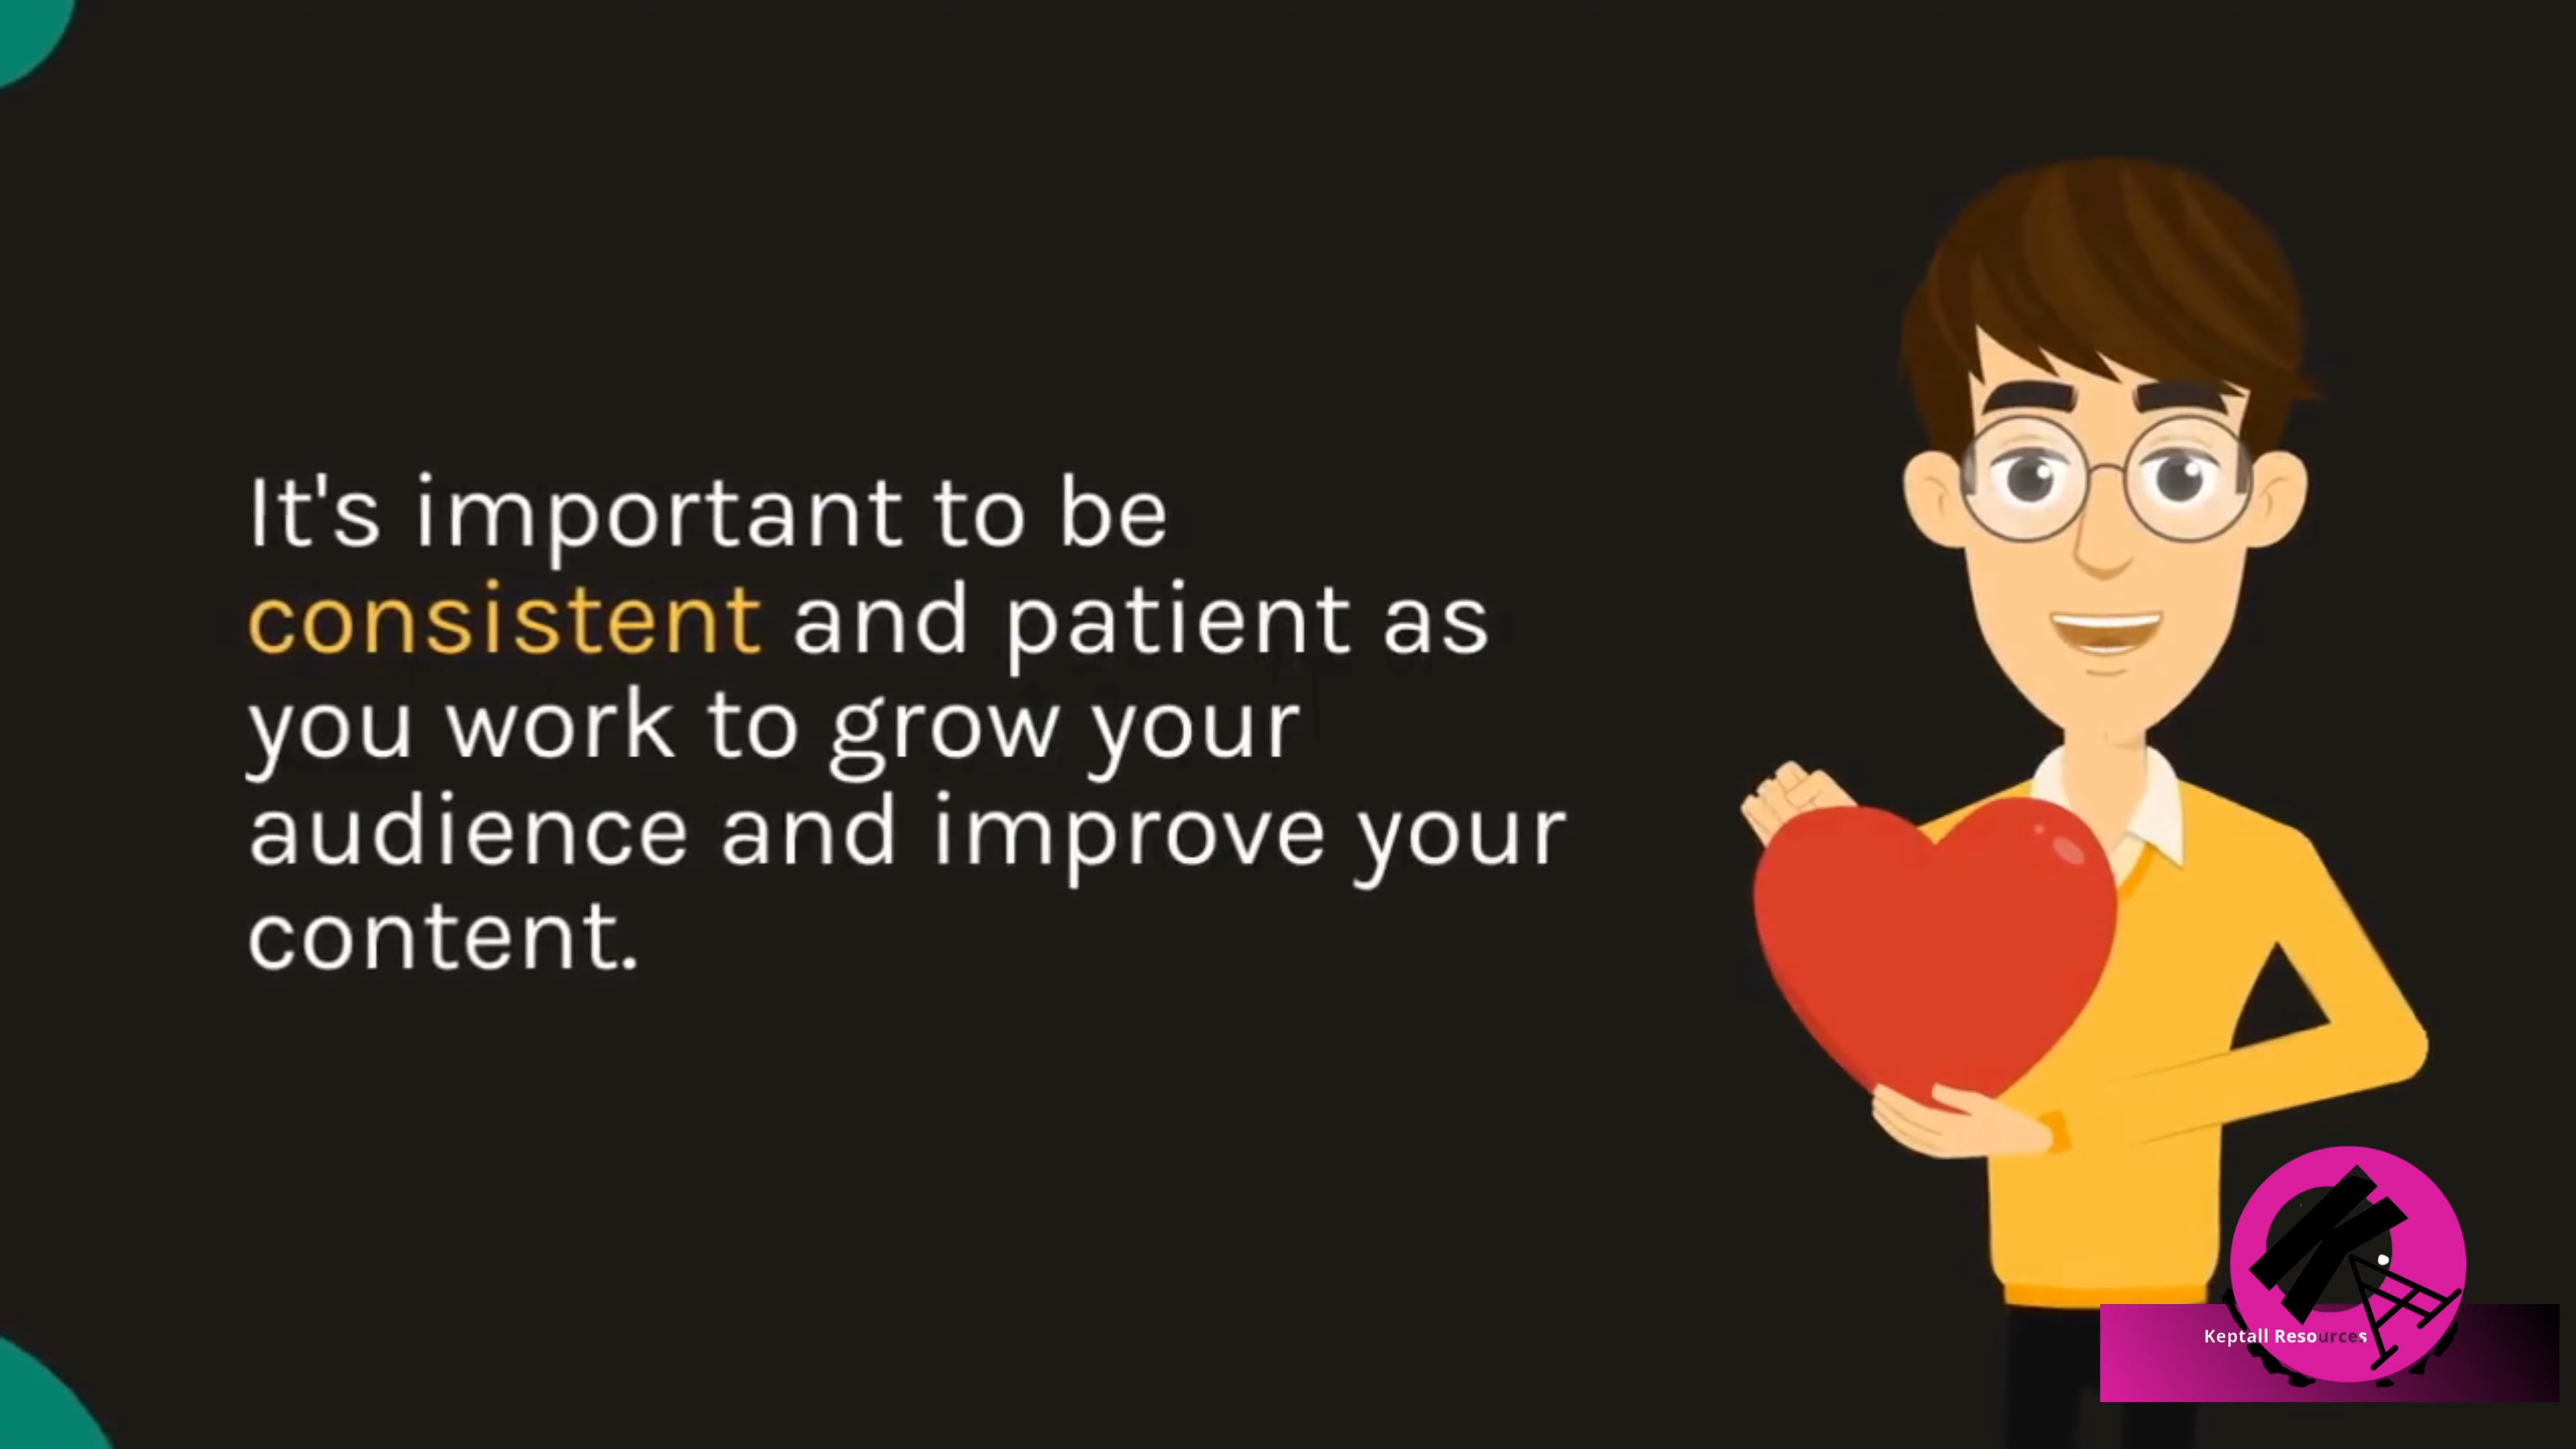 It's important to be
consistent and patient as
you work to grow your
audience and improve your
content.
Keptall Resources